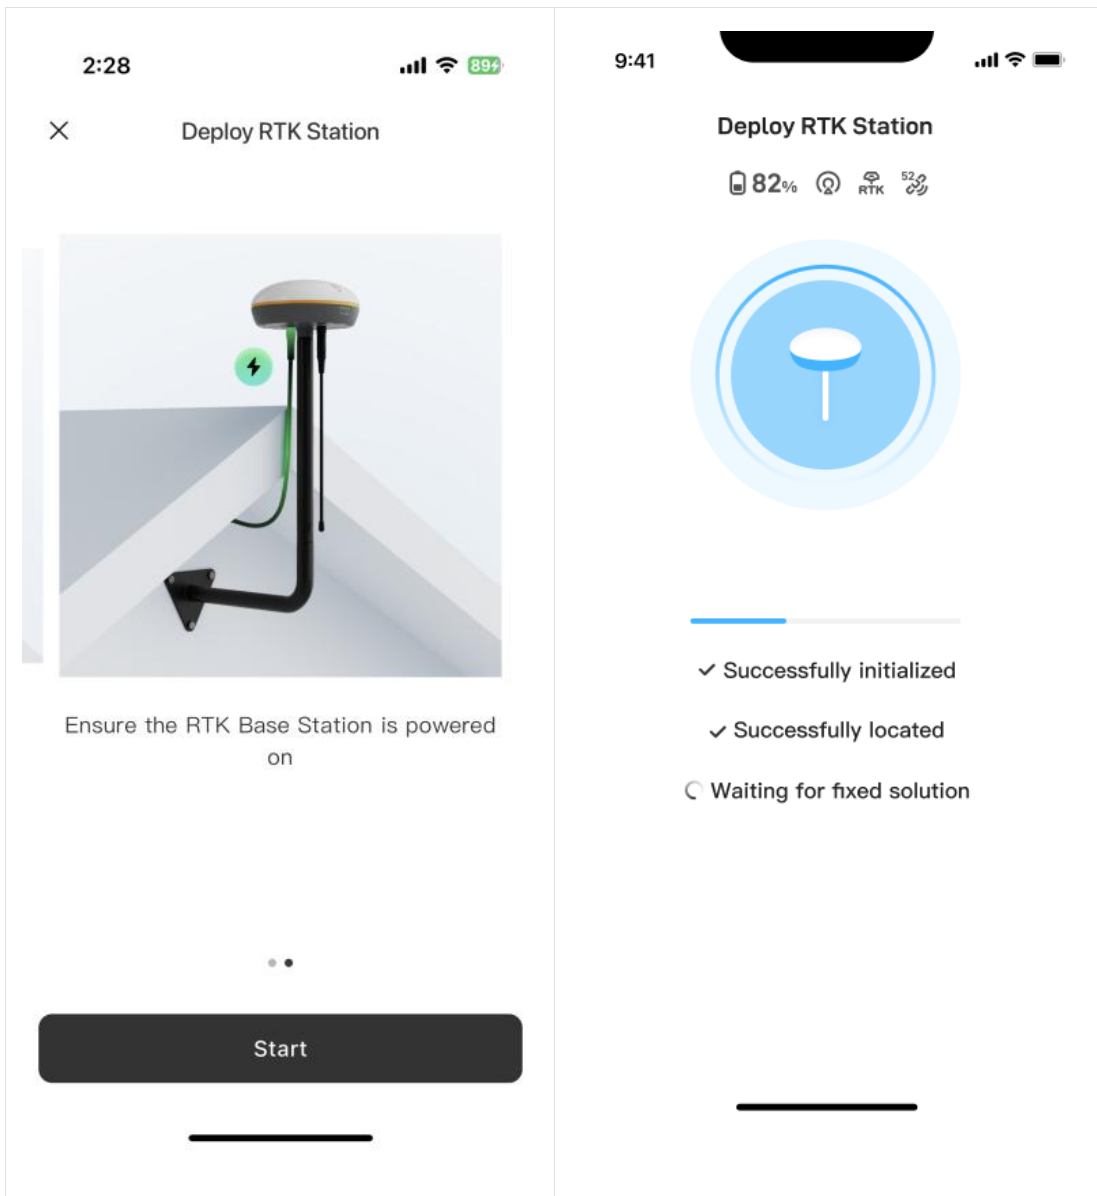 2:28
89
Deploy RTK Station
Ensure the RTK Base Station is powered
on
Start
9:41
Deploy RTK Station
82%
RTK
52
Successfully initialized
Successfully located
Waiting for fixed solution